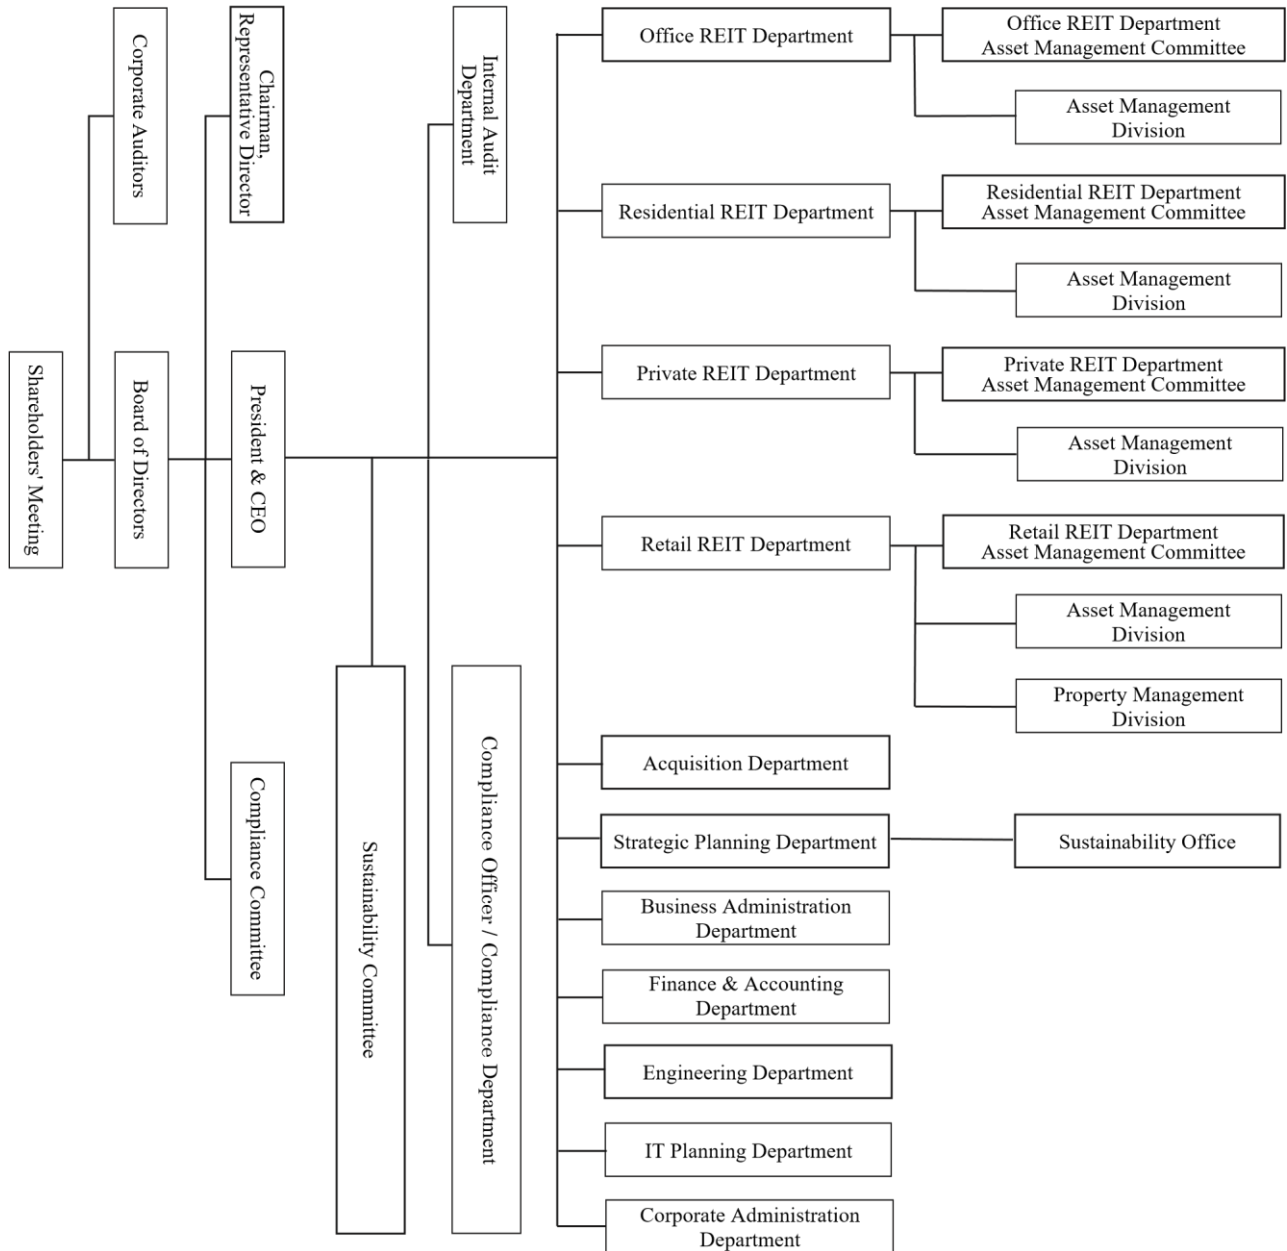 Shareholders' Meeting
Corporate Auditors
Board of Directors
Chairman,
Representative Director
President & CEO
Compliance Committee
Sustainability Committee
Internal Audit
Department
Compliance Officer / Compliance Department
Office REIT Department
Office REIT Department
Asset Management Committee
Asset Management
Division
Residential REIT Department
Residential REIT Department
Asset Management Committee
Asset Management
Division
Private REIT Department
Private REIT Department
Asset Management Committee
Asset Management
Division
Retail REIT Department
Retail REIT Department
Asset Management Committee
Asset Management
Division
Property Management
Division
Acquisition Department
Strategic Planning Department
Sustainability Office
Business Administration
Department
Finance & Accounting
Department
Engineering Department
IT Planning Department
Corporate Administration
Department